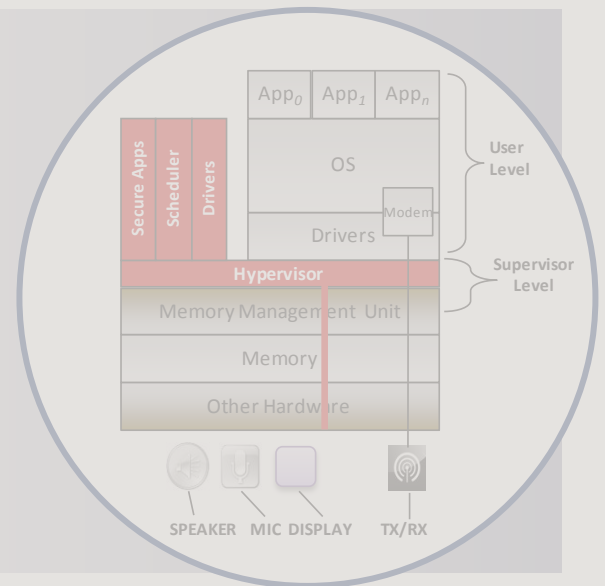 App0 App1 App𝑛
OS
Modem
Drivers
Secure Apps
Scheduler
Drivers
Hypervisor
Memory Management Unit
Memory
Other Hardware
SPEAKER MIC DISPLAY TX/RX
User
Level
Supervisor
Level